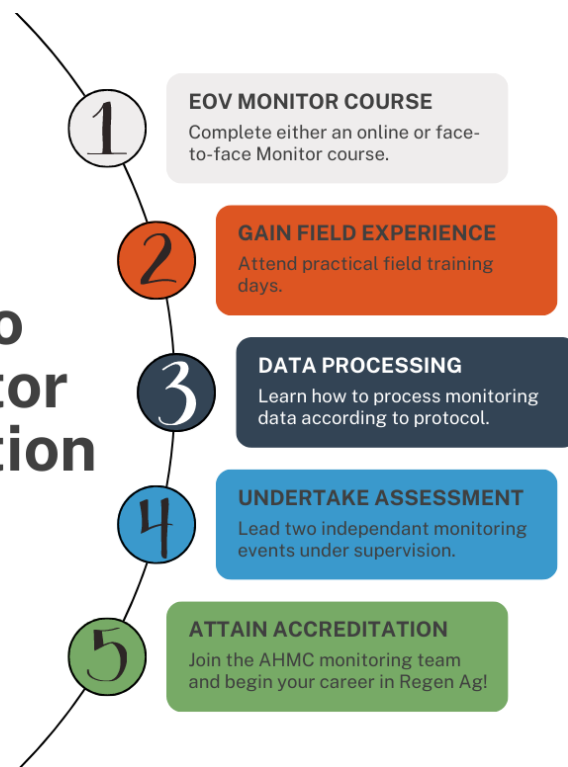 1
EOV MONITOR COURSE
Complete either an online or face-
to-face Monitor course.
2
GAIN FIELD EXPERIENCE
Attend practical field training
days.
3
DATA PROCESSING
Learn how to process monitoring
data according to protocol.
4
UNDERTAKE ASSESSMENT
Lead two independant monitoring
events under supervision.
5
ATTAIN ACCREDITATION
Join the AHMC monitoring team
and begin your career in Regen Ag!